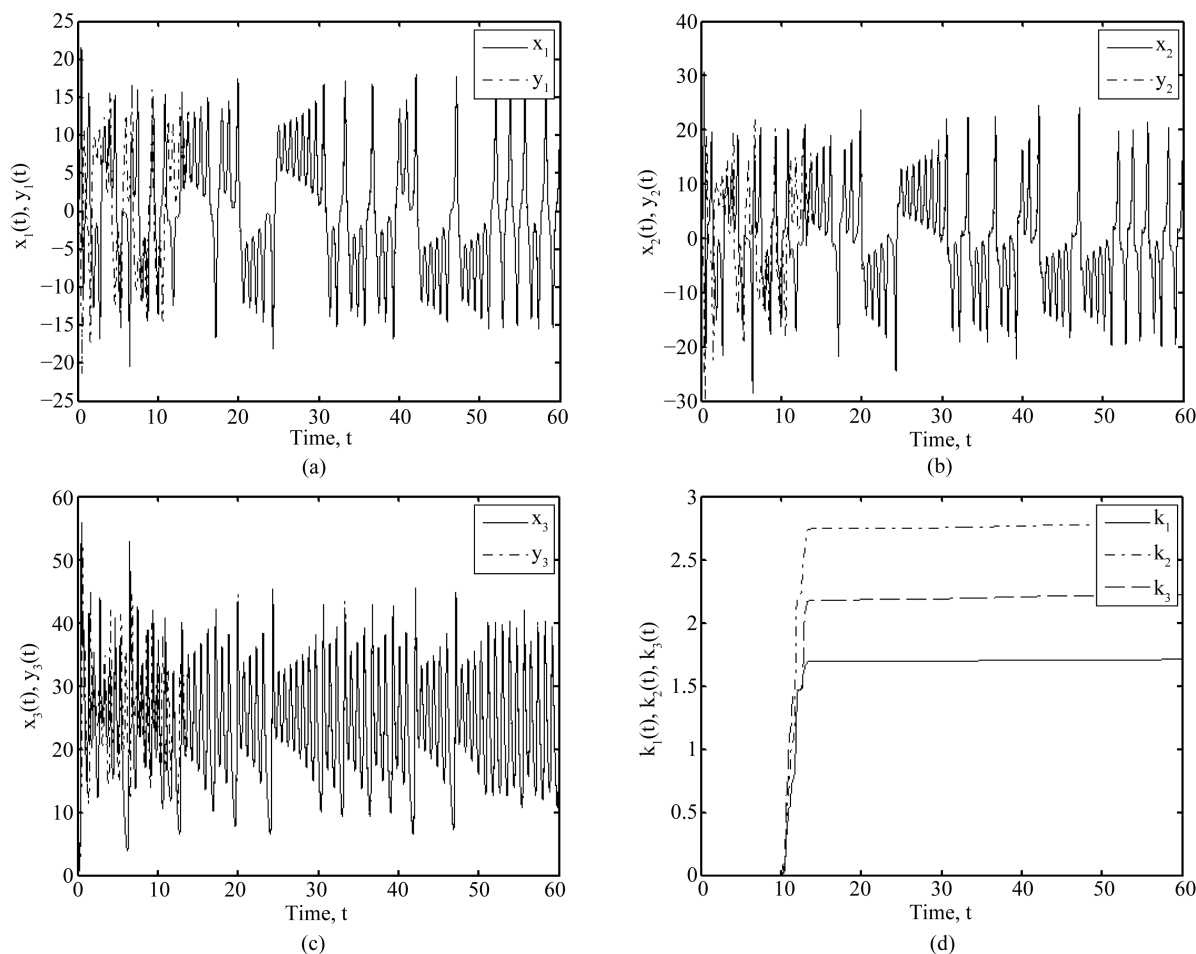 25
20
15
10
5
0
−5
−10
−15
−20
−25
x1(t), y1(t)
x1
y1
0 10 20 30 40 50 60
Time, t
(a)
40
30
20
10
0
−10
−20
−30
x2(t), y2(t)
x2
y2
0 10 20 30 40 50 60
Time, t
(b)
60
50
40
30
20
10
0
x3(t), y3(t)
x3
y3
0 10 20 30 40 50 60
Time, t
(c)
3
2.5
2
1.5
1
0.5
0
k1(t), k2(t), k3(t)
k1
k2
k3
0 10 20 30 40 50 60
Time, t
(d)